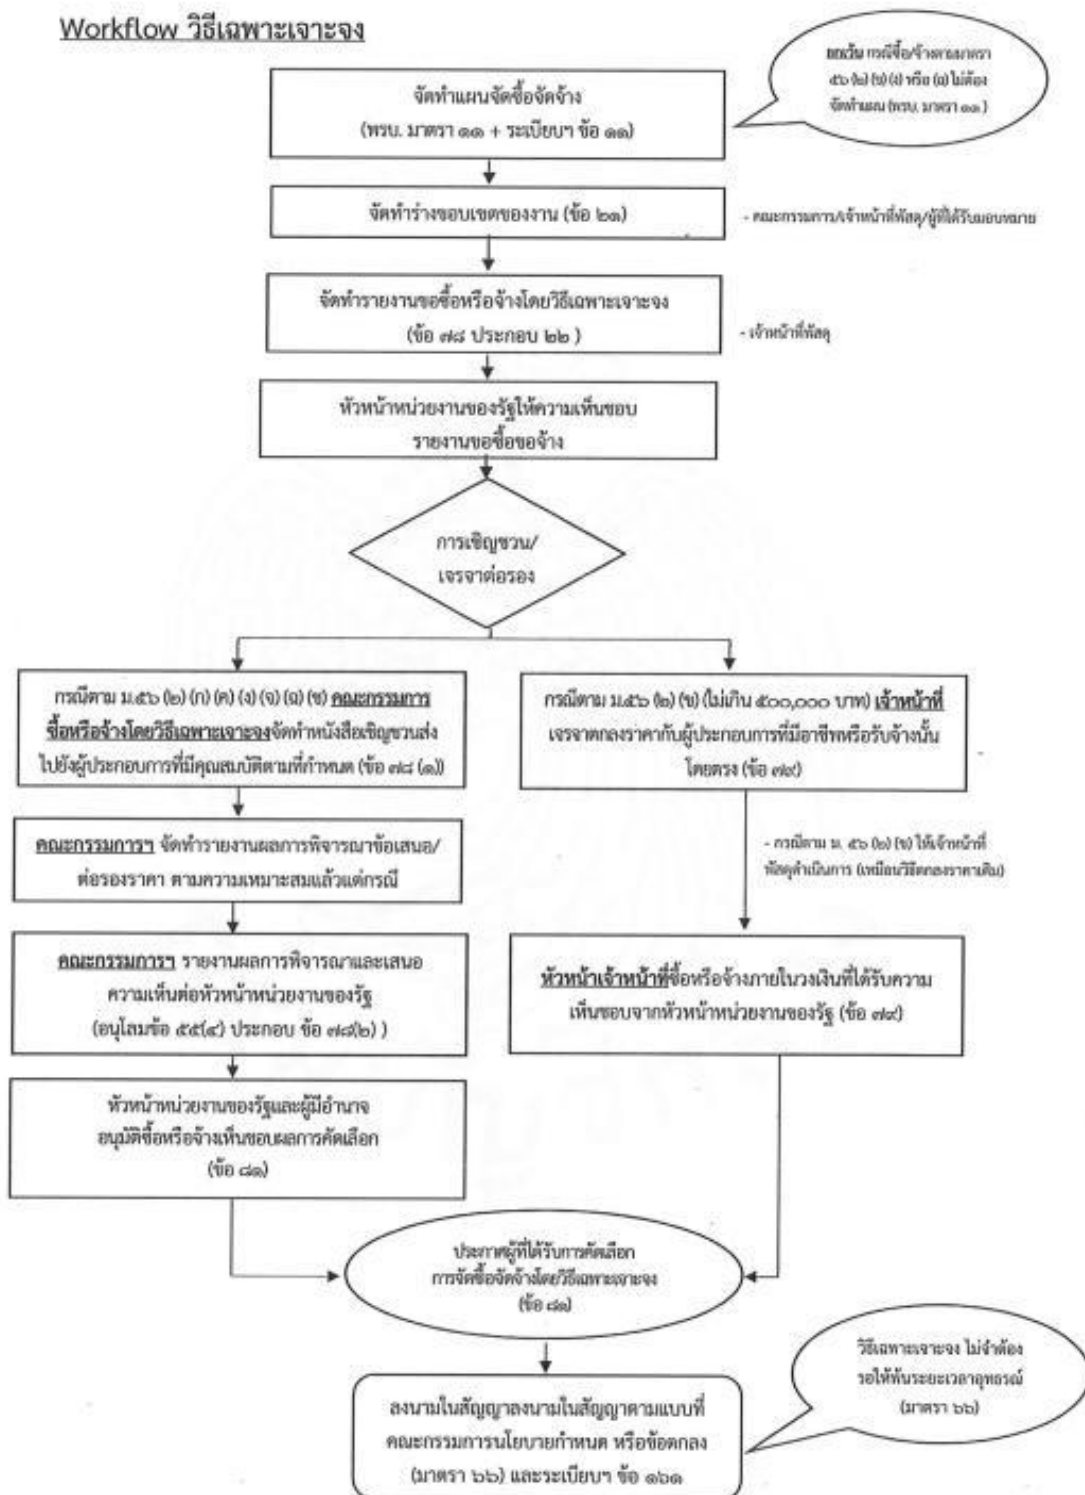 Workflow วิธีเฉพาะเจาะจง
ยกเว้น กรณีซื้อ/จ้างตามมาตรา
๕๖ (๒) (ข) (ง) หรือ (ฉ) ไม่ต้อง
จัดทำแผน (พรบ. มาตรา ๑๑ )
จัดทำแผนจัดซื้อจัดจ้าง
(พรบ. มาตรา ๑๑ + ระเบียบฯ ข้อ ๑๑)
จัดทำร่างขอบเขตของงาน (ข้อ ๒๑)
- คณะกรรมการ/เจ้าหน้าที่พัสดุ/ผู้ที่ได้รับมอบหมาย
จัดทำรายงานขอซื้อหรือจ้างโดยวิธีเฉพาะเจาะจง
(ข้อ ๗๘ ประกอบ ๒๒ )
- เจ้าหน้าที่พัสดุ
หัวหน้าหน่วยงานของรัฐให้ความเห็นชอบ
รายงานขอซื้อขอจ้าง
การเชิญชวน/
เจรจาต่อรอง
กรณีตาม ม.๕๖ (๒) (ก) (ค) (ง) (จ) (ฉ) (ช) คณะกรรมการ
ซื้อหรือจ้างโดยวิธีเฉพาะเจาะจงจัดทำหนังสือเชิญชวนส่ง
ไปยังผู้ประกอบการที่มีคุณสมบัติตามที่กำหนด (ข้อ ๗๘ (๑))
กรณีตาม ม.๕๖ (๒) (ข) (ไม่เกิน ๕๐๐,๐๐๐ บาท) เจ้าหน้าที่
เจรจาตกลงราคากับผู้ประกอบการที่มีอาชีพหรือรับจ้างนั้น
โดยตรง (ข้อ ๗๙)
คณะกรรมการฯ จัดทำรายงานผลการพิจารณาข้อเสนอ/
ต่อรองราคา ตามความเหมาะสมแล้วแต่กรณี
- กรณีตาม ม. ๕๖ (๒) (ข) ให้เจ้าหน้าที่
พัสดุดำเนินการ (เหมือนวิธีตกลงราคาเดิม)
คณะกรรมการฯ รายงานผลการพิจารณาและเสนอ
ความเห็นต่อหัวหน้าหน่วยงานของรัฐ
(อนุโลมข้อ ๕๕(๔) ประกอบ ข้อ ๗๘(๒) )
หัวหน้าเจ้าหน้าที่ซื้อหรือจ้างภายในวงเงินที่ได้รับความ
เห็นชอบจากหัวหน้าหน่วยงานของรัฐ (ข้อ ๗๙)
หัวหน้าหน่วยงานของรัฐและผู้มีอำนาจ
อนุมัติซื้อหรือจ้างเห็นชอบผลการคัดเลือก
(ข้อ ๘๑)
ประกาศผู้ที่ได้รับการคัดเลือก
การจัดซื้อจัดจ้างโดยวิธีเฉพาะเจาะจง
(ข้อ ๘๑)
วิธีเฉพาะเจาะจง ไม่จำต้อง
รอให้พ้นระยะเวลาอุทธรณ์
(มาตรา ๖๖)
ลงนามในสัญญาลงนามในสัญญาตามแบบที่
คณะกรรมการนโยบายกำหนด หรือข้อตกลง
(มาตรา ๖๖) และระเบียบฯ ข้อ ๑๖๑